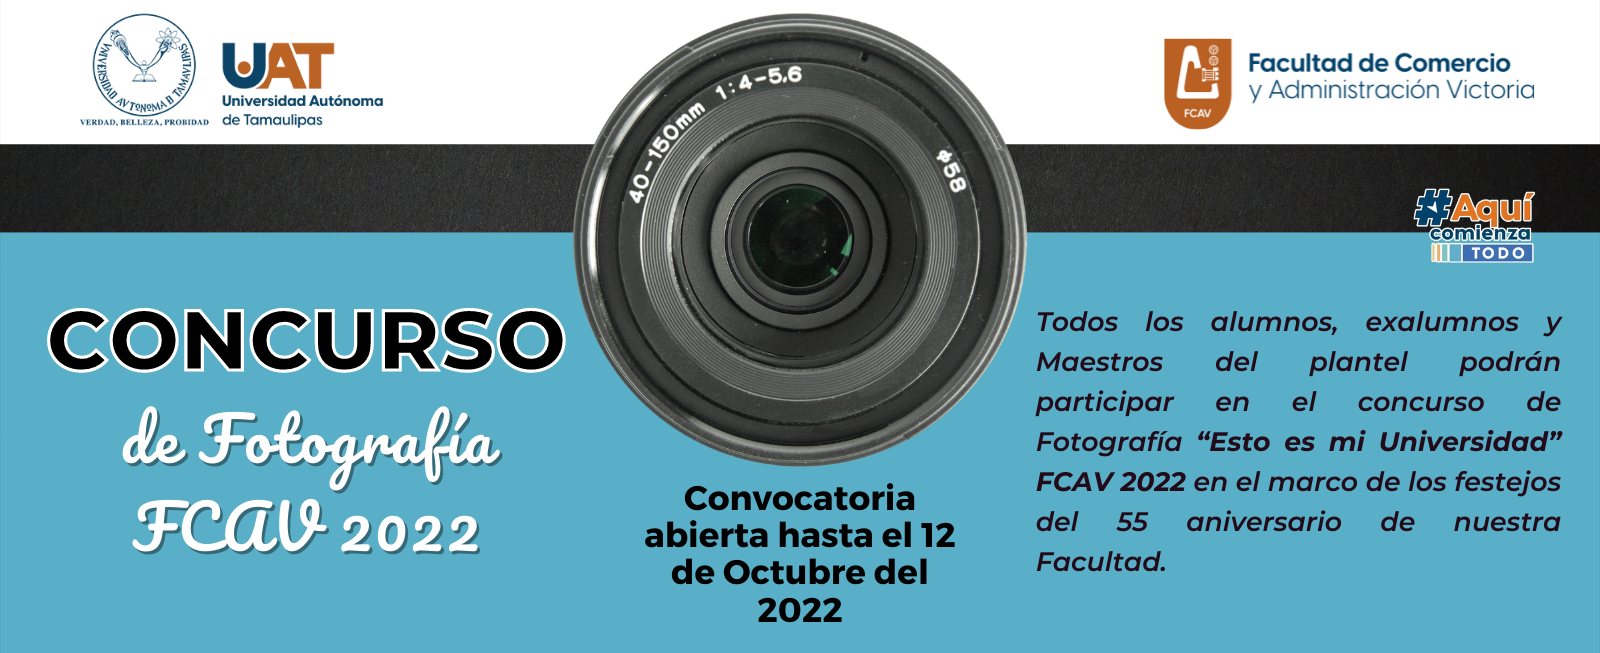 UNIVERSIDAD AVTONOMA D TAMAVLIPAS
VERDAD, BELLEZA, PROBIDAD
UAT
Universidad Autónoma
de Tamaulipas
40-150mm 1:4-5,6
ϕ58
FCAV
Facultad de Comercio
y Administración Victoria
#Aquí
comienza
TODO
CONCURSO
de Fotografía
FCAV 2022
Convocatoria
abierta hasta el 12
de Octubre del
2022
Todos los alumnos, exalumnos y
Maestros del plantel podrán
participar en el concurso de
Fotografía “Esto es mi Universidad”
FCAV 2022 en el marco de los festejos
del 55 aniversario de nuestra
Facultad.